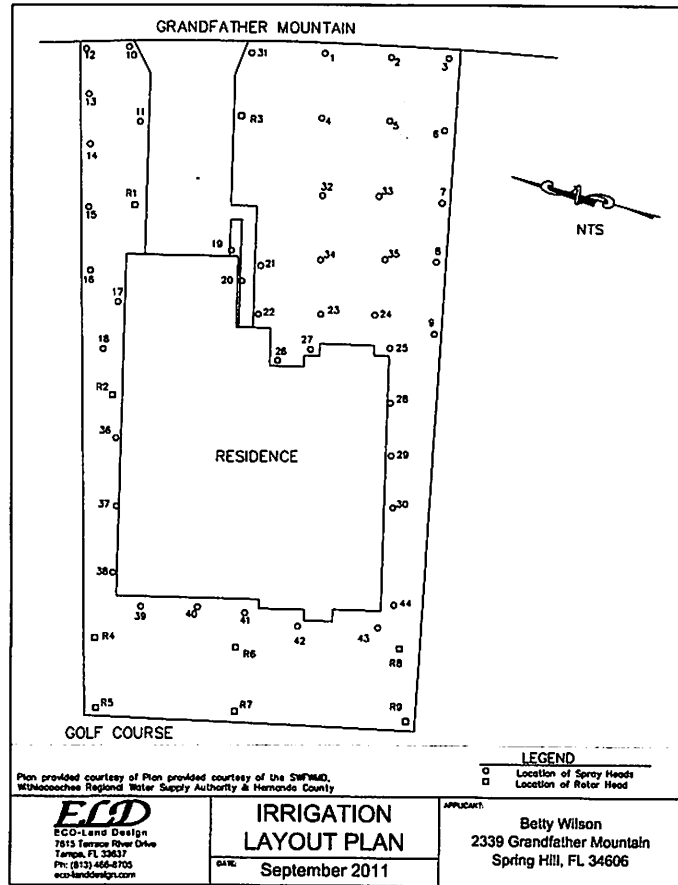 GRANDFATHER MOUNTAIN
12
10
31
1
2
3
13
11
R3
4
5
6
14
R1
32
33
7
15
NTS
19
16
21
34
35
8
20
17
22
23
24
9
18
26
27
25
R2
28
36
RESIDENCE
29
37
30
38
39
40
41
42
43
44
R4
R6
R8
R5
R7
R9
GOLF COURSE
LEGEND
Location of Spray Heads
Location of Rotor Head
Plan provided courtesy of Plan provided courtesy of the SWFWMD,
Withlacoochee Regional Water Supply Authority & Hernando County
ELD
ECO-Land Design
7615 Terrace River Drive
Tampa, FL 33637
Ph: (813) 466-8705
eco-landdesign.com
IRRIGATION
LAYOUT PLAN
DATE:
September 2011
APPLICANT:
Betty Wilson
2339 Grandfather Mountain
Spring Hill, FL 34606